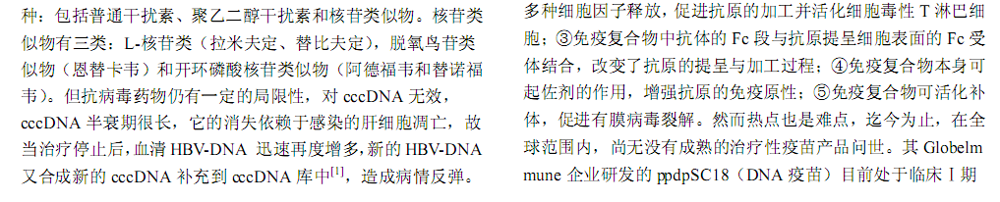 种：包括普通干扰素、聚乙二醇干扰素和核苷类似物。核苷类
似物有三类：L-核苷类（拉米夫定、替比夫定），脱氧鸟苷类
似物（恩替卡韦）和开环磷酸核苷类似物（阿德福韦和替诺福
韦）。但抗病毒药物仍有一定的局限性，对 cccDNA 无效，
cccDNA 半衰期很长，它的消失依赖于感染的肝细胞凋亡，故
当治疗停止后，血清 HBV-DNA 迅速再度增多，新的 HBV-DNA
又合成新的 cccDNA 补充到 cccDNA 库中[1]，造成病情反弹。
多种细胞因子释放，促进抗原的加工并活化细胞毒性 T 淋巴细
胞；③免疫复合物中抗体的 Fc 段与抗原提呈细胞表面的 Fc 受
体结合，改变了抗原的提呈与加工过程；④免疫复合物本身可
起佐剂的作用，增强抗原的免疫原性；⑤免疫复合物可活化补
体，促进有膜病毒裂解。然而热点也是难点，迄今为止，在全
球范围内，尚无没有成熟的治疗性疫苗产品问世。其 Globelm
mune 企业研发的 ppdpSC18（DNA 疫苗）目前处于临床Ⅰ期